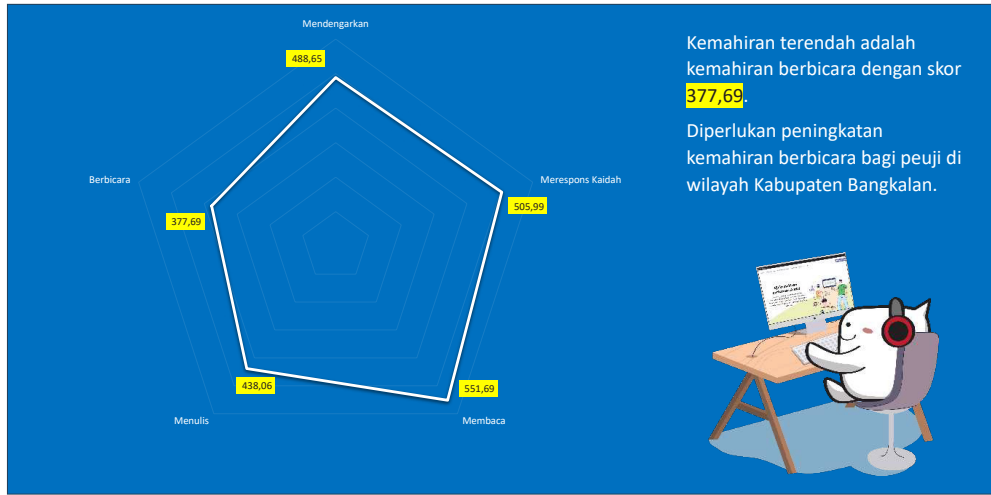 Mendengarkan
488,65
Berbicara
377,69
Merespons Kaidah
505,99
438,06
551,69
Menulis
Membaca
Kemahiran terendah adalah
kemahiran berbicara dengan skor
377,69.
Diperlukan peningkatan
kemahiran berbicara bagi peuji di
wilayah Kabupaten Bangkalan.